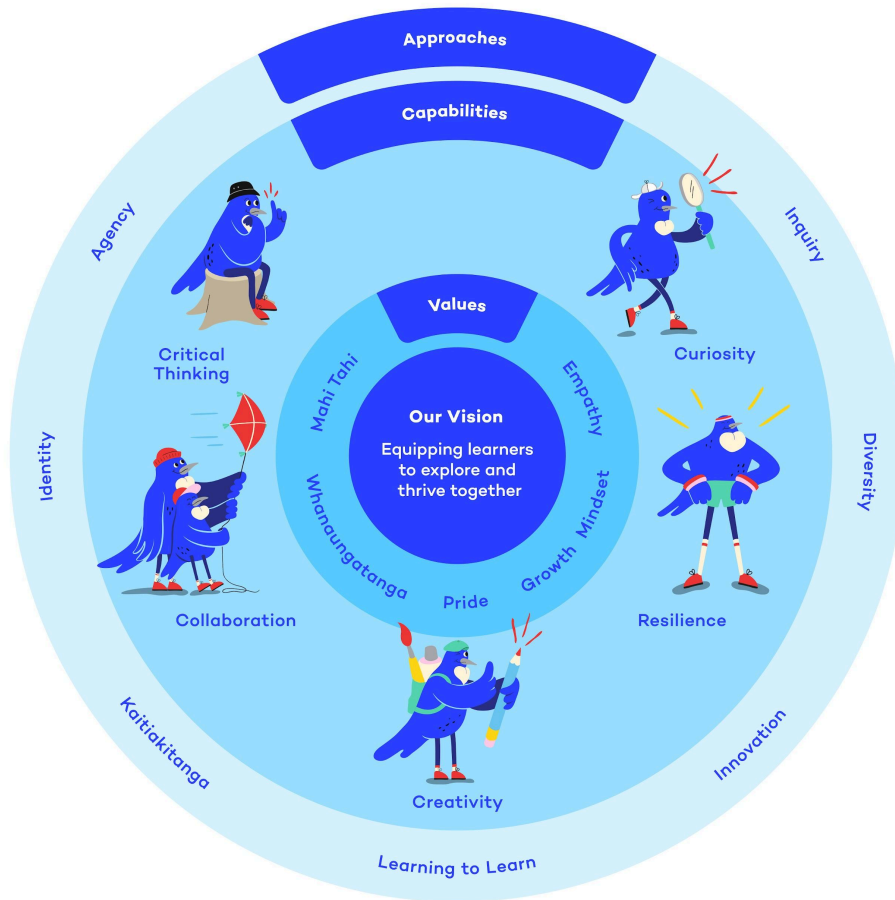 Approaches
Capabilities
Agency
Inquiry
Critical
Thinking
Curiosity
Values
Mahi Tahi
Empathy
Our Vision
Equipping learners
to explore and
thrive together
Identity
Diversity
Whanaungatanga
Growth Mindset
Pride
Collaboration
Resilience
Kaitiakitanga
Innovation
Creativity
Learning to Learn